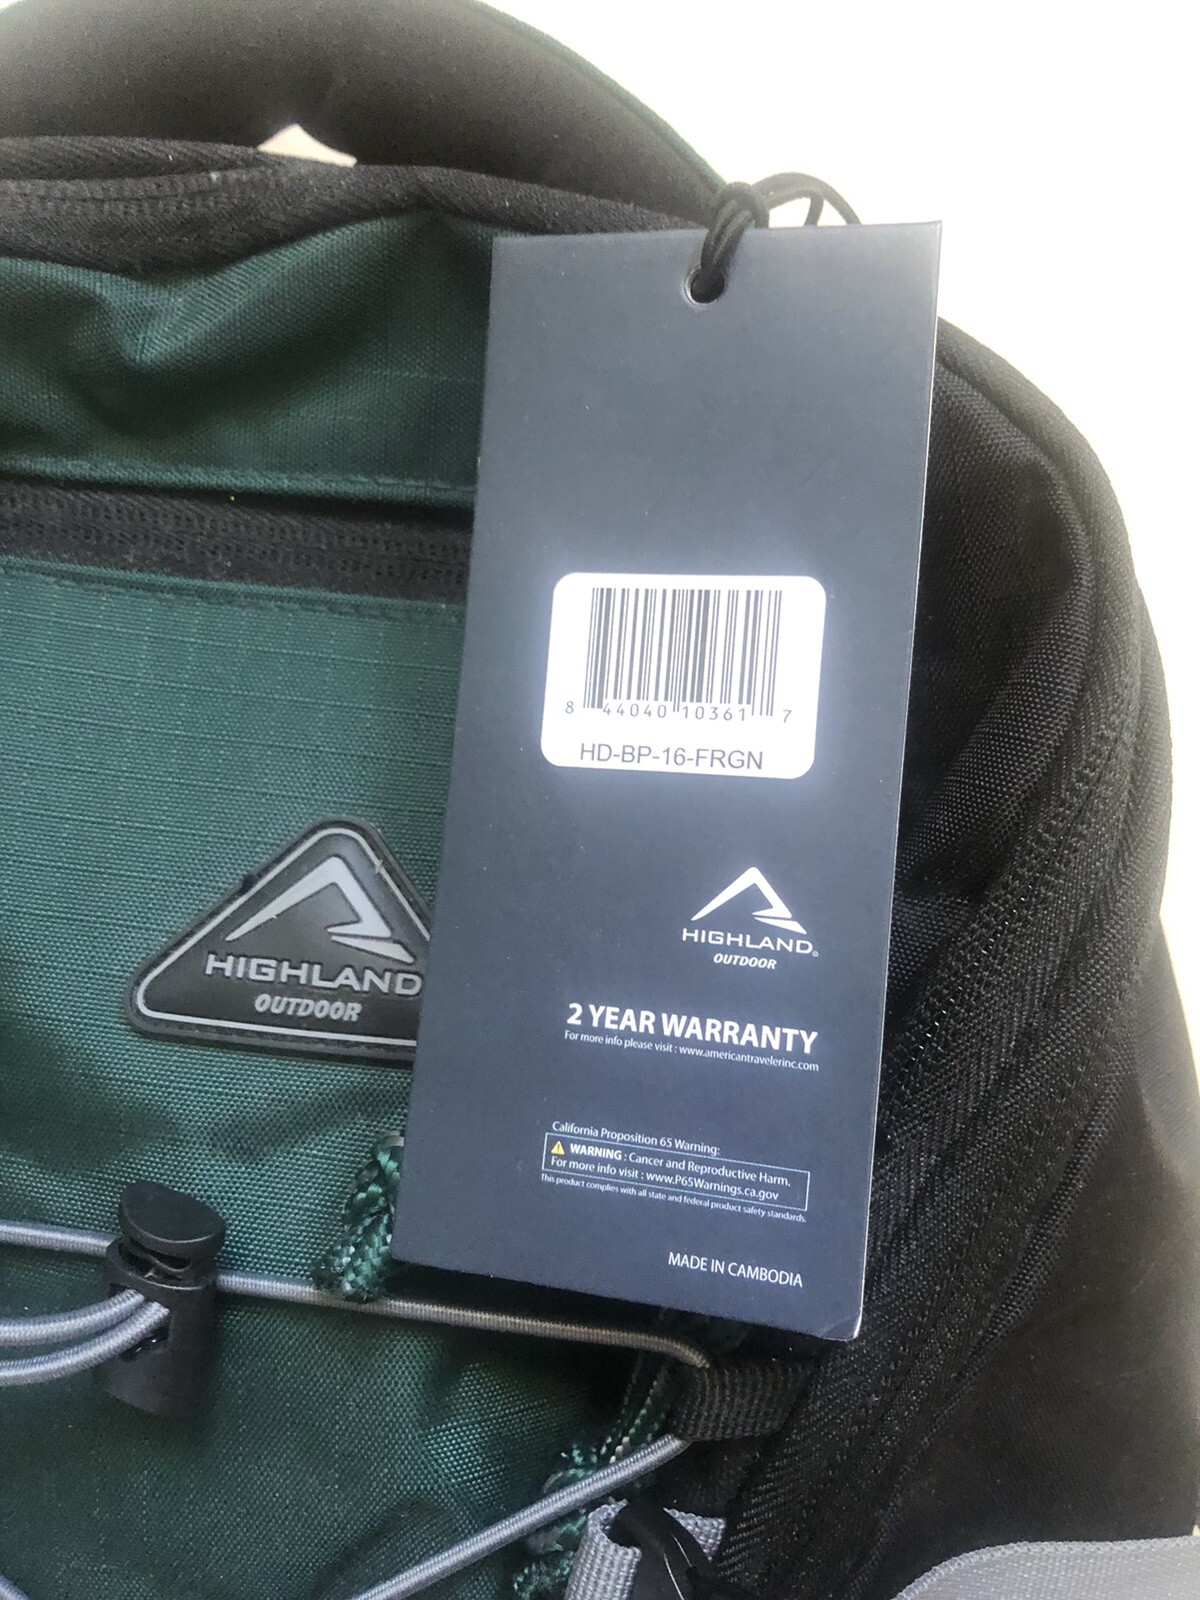 8 44040 10361 7
HD-BP-16-FRGN
HIGHLAND®
OUTDOOR
2 YEAR WARRANTY
For more info please visit : www.americantravelerinc.com
California Proposition 65 Warning:
WARNING : Cancer and Reproductive Harm.
For more info visit : www.P65Warnings.ca.gov
This product complies with all state and federal product safety standards.
MADE IN CAMBODIA
HIGHLAND
OUTDOOR